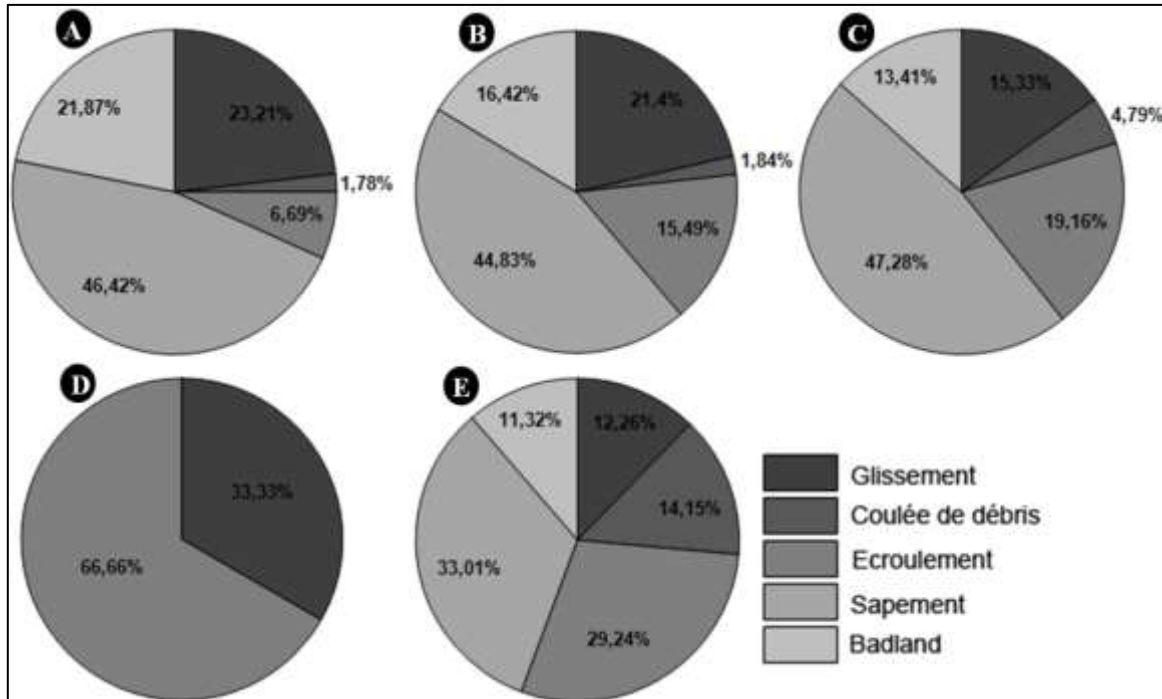 A
21,87%
23,21%
1,78%
6,69%
46,42%
B
16,42%
21,4%
1,84%
15,49%
44,83%
C
13,41%
15,33%
4,79%
19,16%
47,28%
D
33,33%
66,66%
E
11,32%
12,26%
14,15%
33,01%
29,24%
Glissement
Coulée de débris
Ecroulement
Sapement
Badland